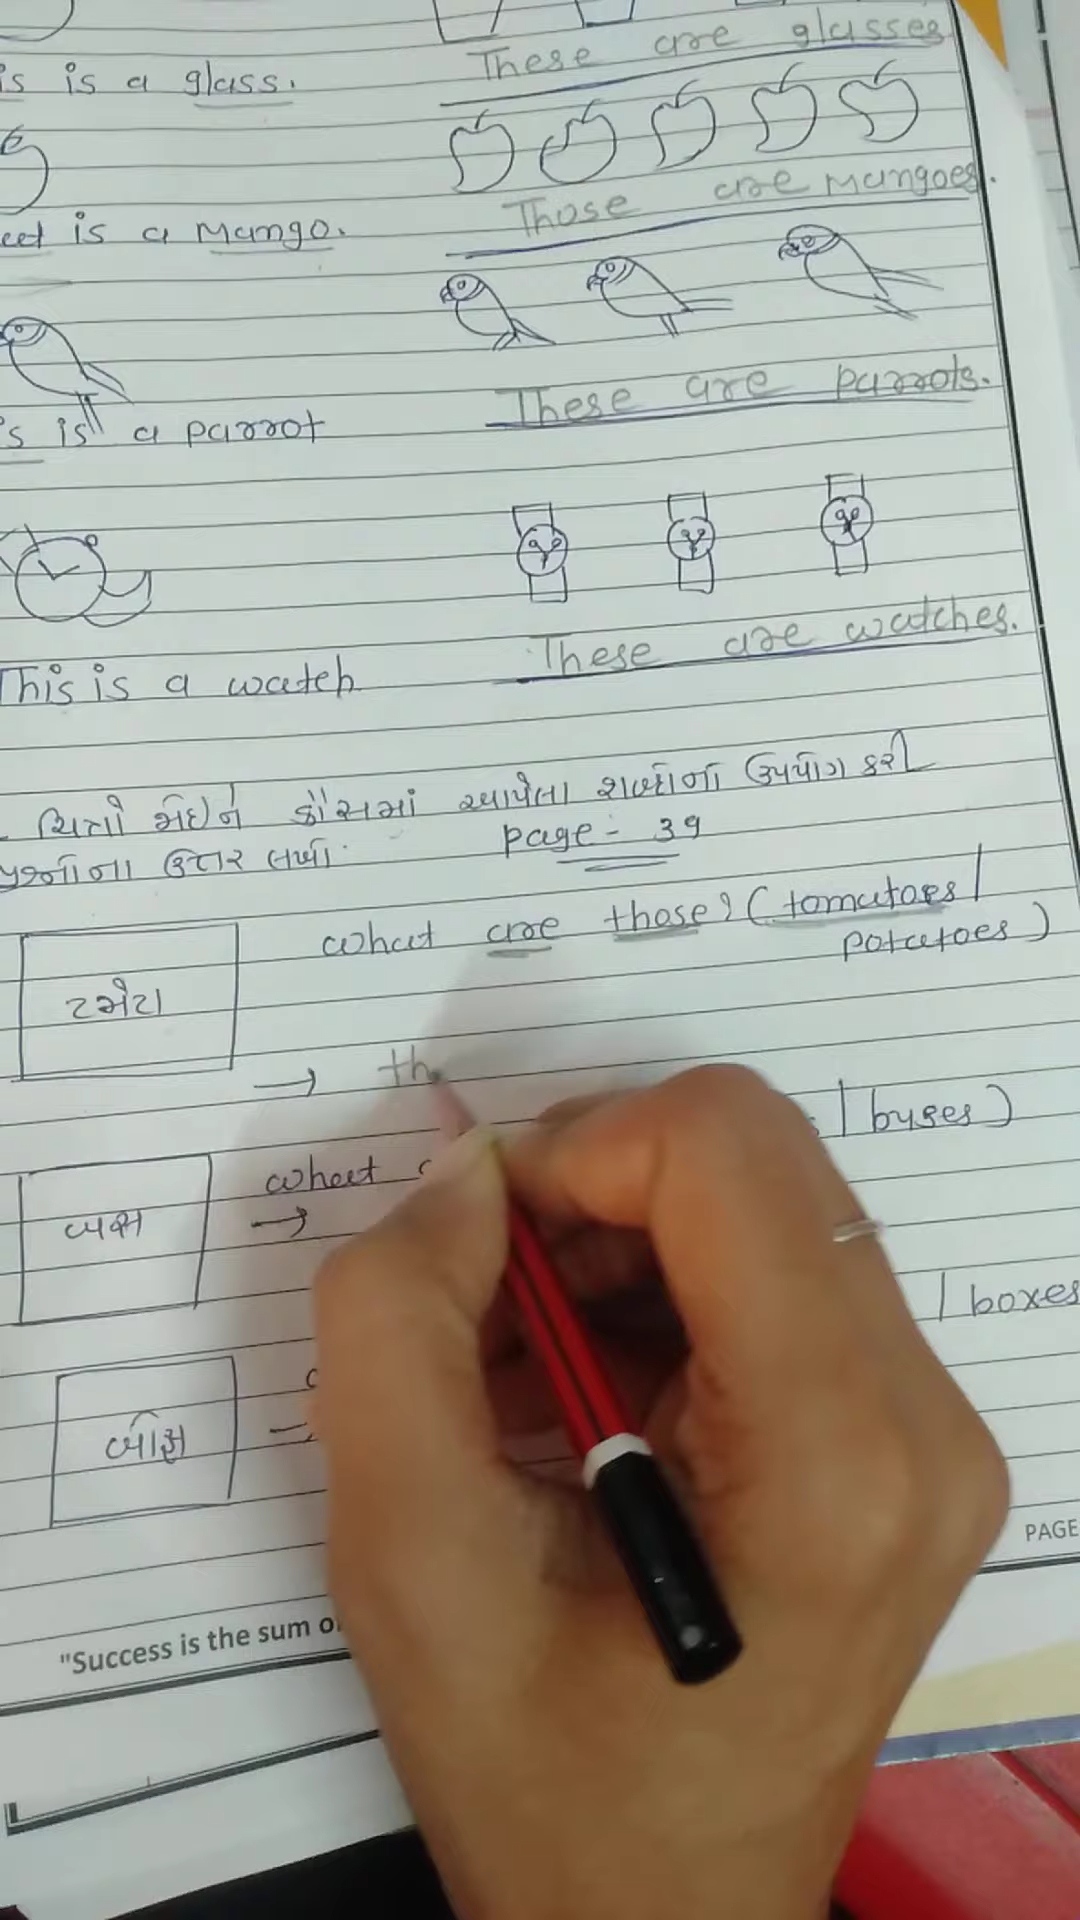 is is a glass.
These are glasses
is a Mango.
Those are Mangoes.
s is a parrot
These are parrots.
This is a watch
These are watches.
ચિત્રો જોઈને કૌંસમાં આપેલા શબ્દોનો ઉપયોગ કરી
પ્રશ્નોના ઉત્તર લખો.
page - 39
what are those? (tomatoes /
potatoes)
ટમેટા
→ th
/ buses)
what
બસ
→
/ boxes
બોક્ષ
PAGE
"Success is the sum o